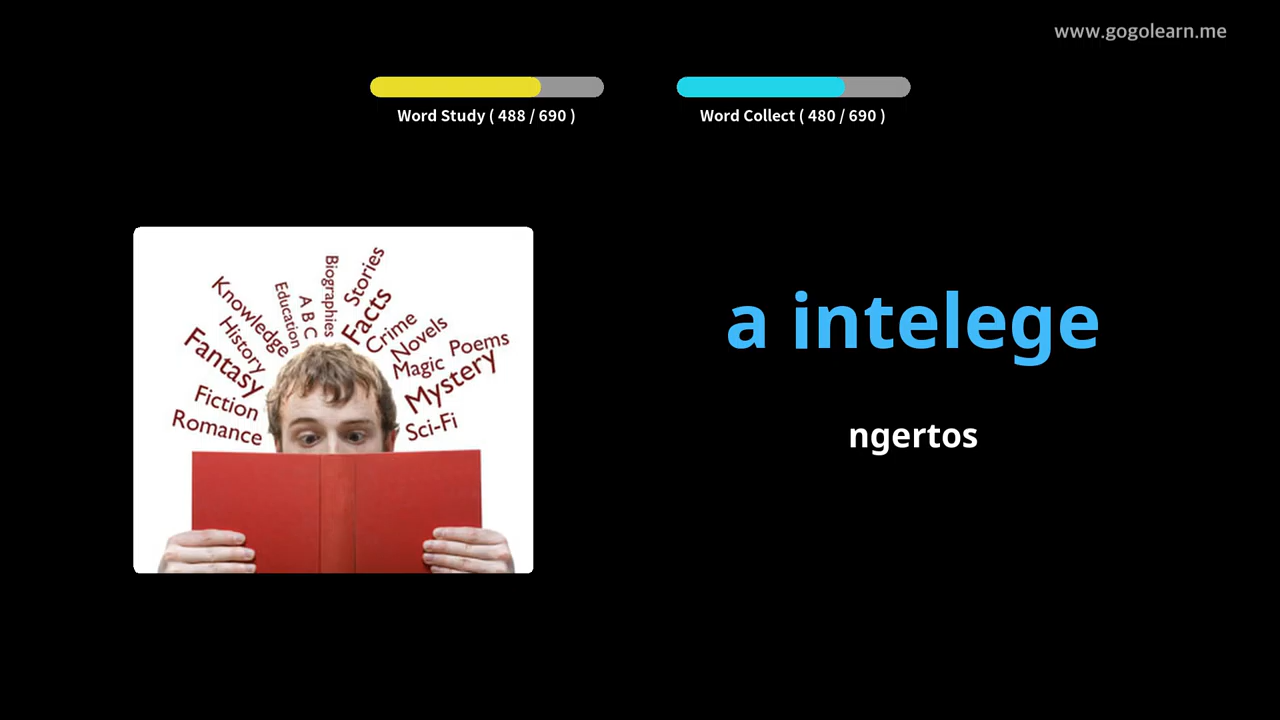 www.gogolearn.me
Word Study ( 488 / 690 )
Word Collect ( 480 / 690 )
Knowledge
Education
A B C
Biographies
Stories
Facts
Crime
Novels
Poems
Magic
Mystery
History
Fantasy
Fiction
Romance
Sci-Fi
a intelege
ngertos